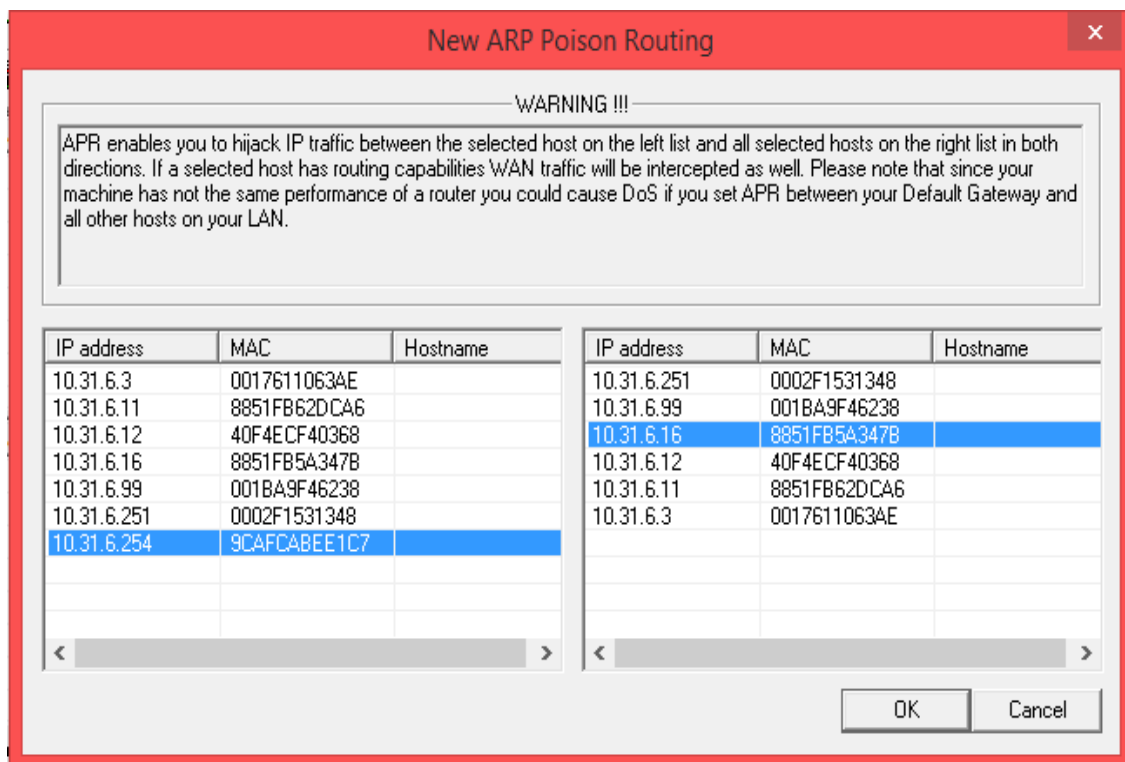 New ARP Poison Routing
WARNING !!!
APR enables you to hijack IP traffic between the selected host on the left list and all selected hosts on the right list in both
directions. If a selected host has routing capabilities WAN traffic will be intercepted as well. Please note that since your
machine has not the same performance of a router you could cause DoS if you set APR between your Default Gateway and
all other hosts on your LAN.
IP address MAC Hostname
10.31.6.3 0017611063AE
10.31.6.11 8851FB62DCA6
10.31.6.12 40F4ECF40368
10.31.6.16 8851FB5A347B
10.31.6.99 001BA9F46238
10.31.6.251 0002F1531348
10.31.6.254 9CAFCABEE1C7
IP address MAC Hostname
10.31.6.251 0002F1531348
10.31.6.99 001BA9F46238
10.31.6.16 8851FB5A347B
10.31.6.12 40F4ECF40368
10.31.6.11 8851FB62DCA6
10.31.6.3 0017611063AE
OK Cancel